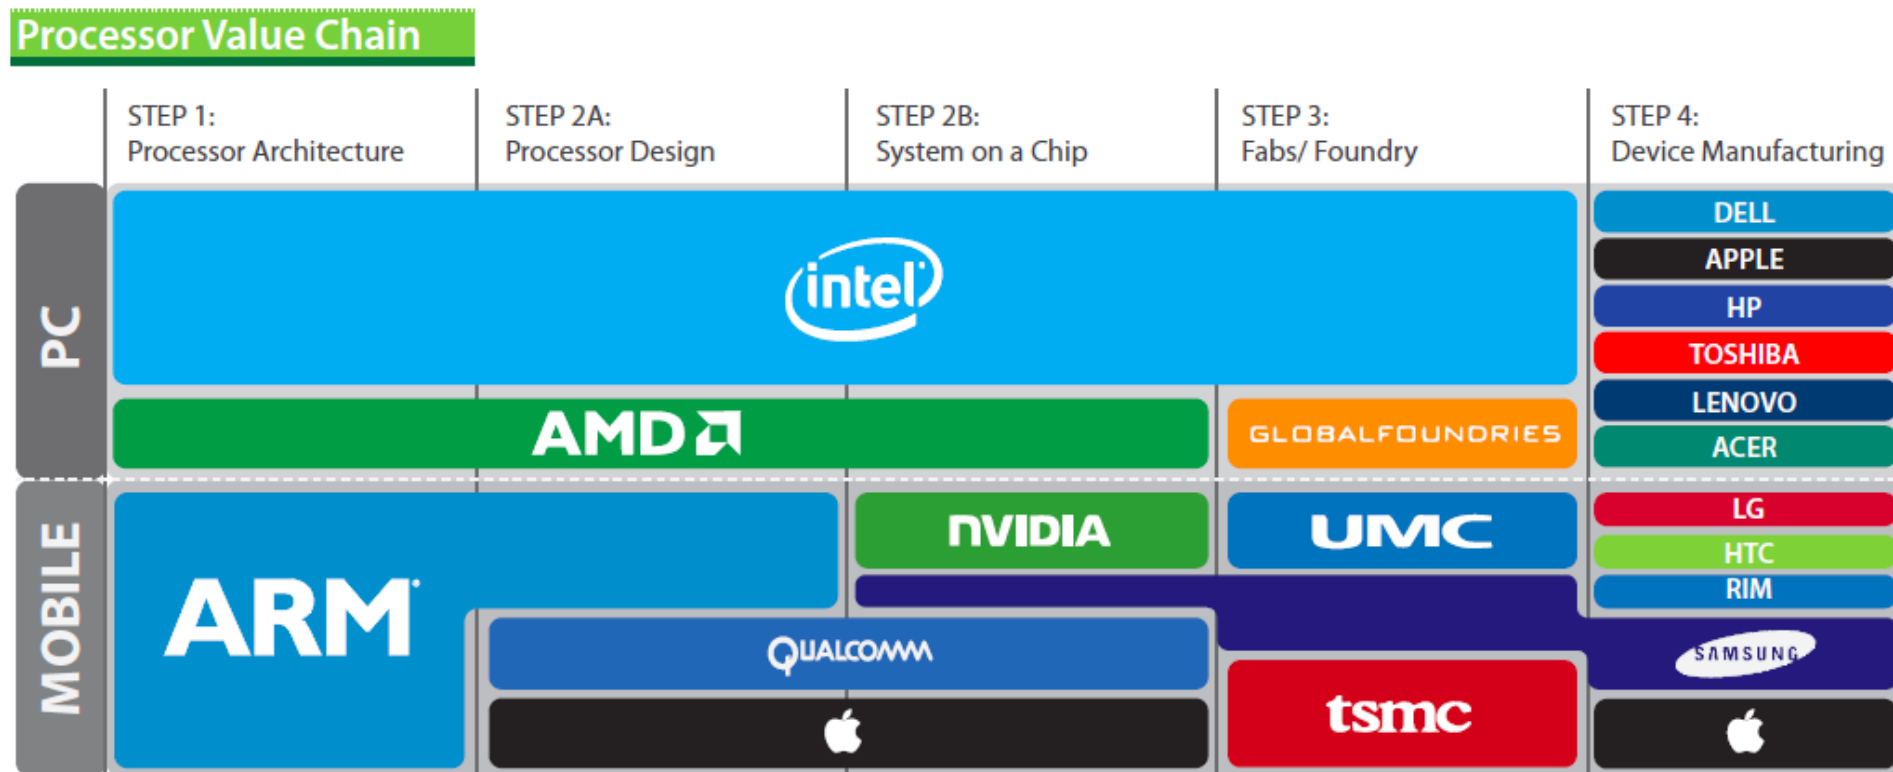 Processor Value Chain
STEP 1:
Processor Architecture
STEP 2A:
Processor Design
STEP 2B:
System on a Chip
STEP 3:
Fabs/ Foundry
STEP 4:
Device Manufacturing
PC
intel
AMD
GLOBALFOUNDRIES
DELL
APPLE
HP
TOSHIBA
LENOVO
ACER
MOBILE
ARM
NVIDIA
QUALCOMM
UMC
tsmc
LG
HTC
RIM
SAMSUNG